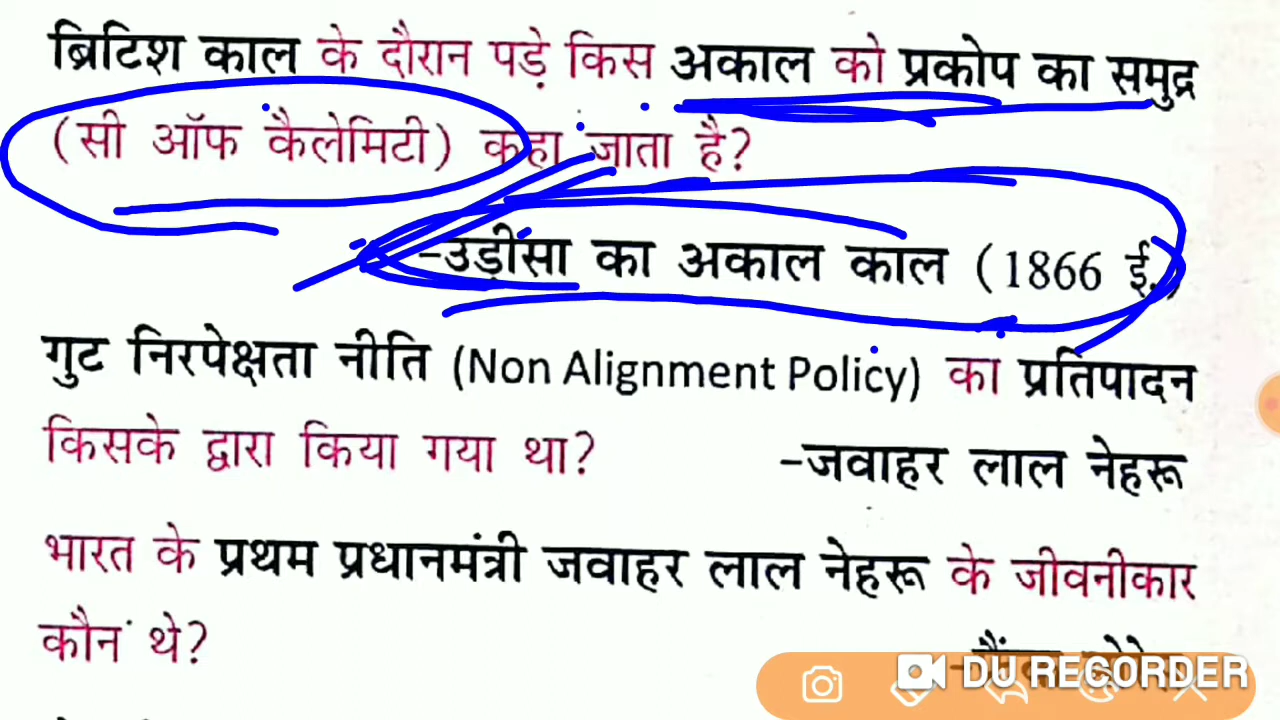 ब्रिटिश काल के दौरान पड़े किस अकाल को प्रकोप का समुद्र
(सी ऑफ कैलेमिटी) कहा जाता है?
-उड़ीसा का अकाल काल (1866 ई.)
गुट निरपेक्षता नीति (Non Alignment Policy) का प्रतिपादन
किसके द्वारा किया गया था? -जवाहर लाल नेहरू
भारत के प्रथम प्रधानमंत्री जवाहर लाल नेहरू के जीवनीकार
कौन थे?
DU RECORDER